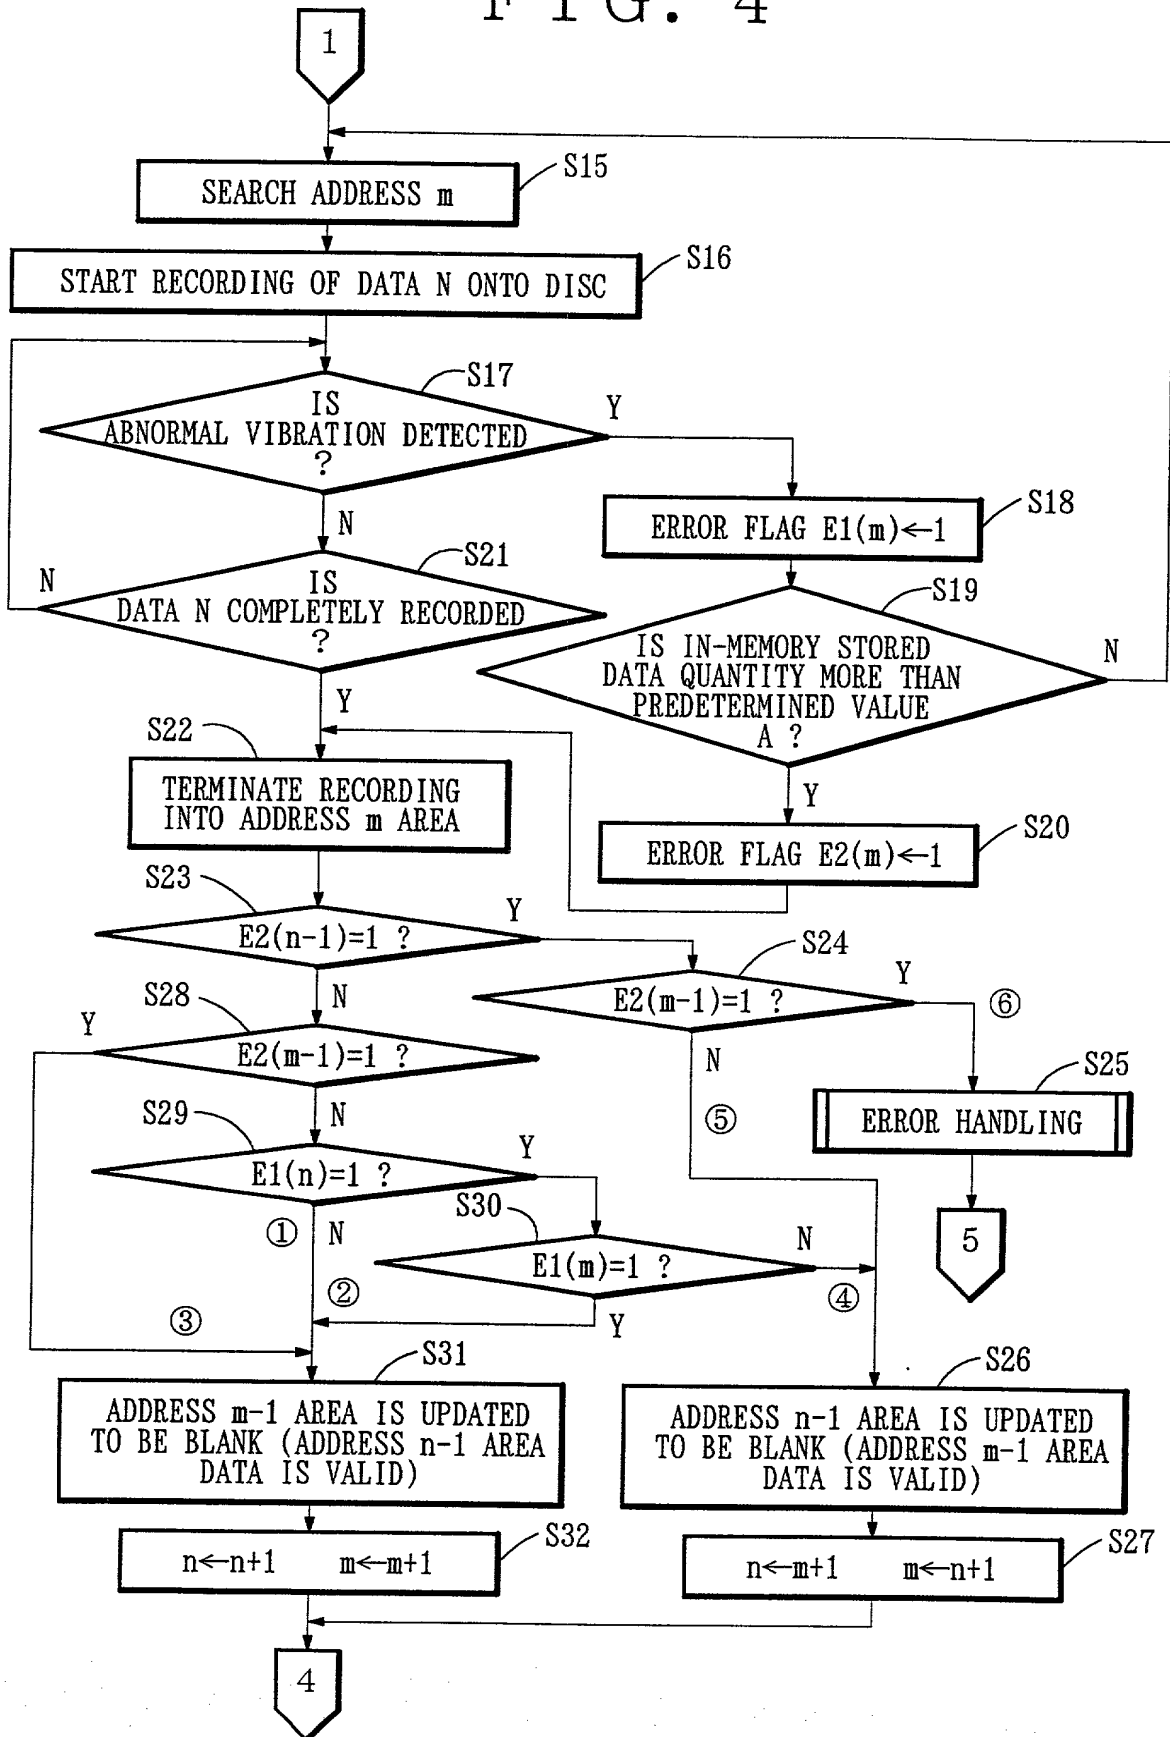 FIG. 4
1
S15
SEARCH ADDRESS m
S16
START RECORDING OF DATA N ONTO DISC
S17
IS
ABNORMAL VIBRATION DETECTED
?
Y
N
S18
ERROR FLAG E1(m)←1
S21
IS
DATA N COMPLETELY RECORDED
?
N
Y
S19
IS IN-MEMORY STORED
DATA QUANTITY MORE THAN
PREDETERMINED VALUE
A ?
N
Y
S22
TERMINATE RECORDING
INTO ADDRESS m AREA
S20
ERROR FLAG E2(m)←1
S23
E2(n-1)=1 ?
Y
N
S24
E2(m-1)=1 ?
Y
⑥
N
⑤
S28
Y
E2(m-1)=1 ?
N
S25
ERROR HANDLING
5
S29
E1(n)=1 ?
Y
① N
S30
E1(m)=1 ?
N
④
Y
②
③
S31
ADDRESS m-1 AREA IS UPDATED
TO BE BLANK (ADDRESS n-1 AREA
DATA IS VALID)
S26
ADDRESS n-1 AREA IS UPDATED
TO BE BLANK (ADDRESS m-1 AREA
DATA IS VALID)
S32
n←n+1 m←m+1
S27
n←m+1 m←n+1
4